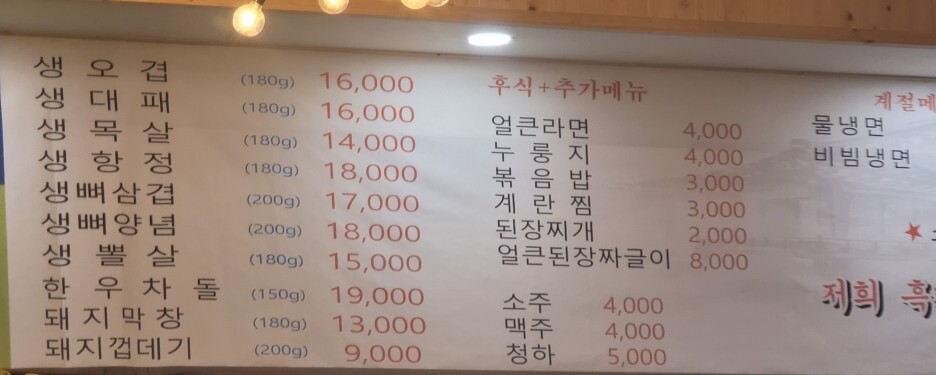 생오겹 (180g) 16,000
생대패 (180g) 16,000
생목살 (180g) 14,000
생항정 (180g) 18,000
생뼈삼겹 (200g) 17,000
생뼈양념 (200g) 18,000
생뽈살 (180g) 15,000
한우차돌 (150g) 19,000
돼지막창 (180g) 13,000
돼지껍데기 (200g) 9,000
후식+추가메뉴
얼큰라면 4,000
누룽지 4,000
볶음밥 3,000
계란찜 3,000
된장찌개 2,000
얼큰된장짜글이 8,000
소주 4,000
맥주 4,000
청하 5,000
계절메
물냉면
비빔냉면
저희